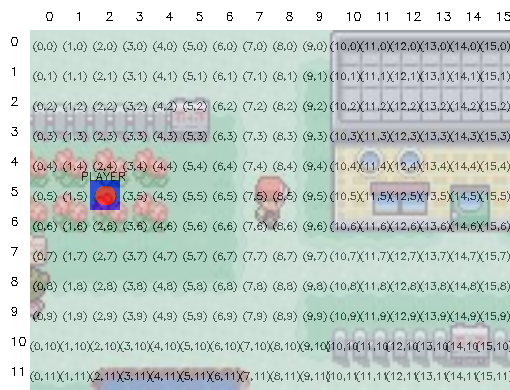 0 1 2 3 4 5 6 7 8 9 10 11 12 13 14 15
0 (0,0) (1,0) (2,0) (3,0) (4,0) (5,0) (6,0) (7,0) (8,0) (9,0) (10,0) (11,0) (12,0) (13,0) (14,0) (15,0)
1 (0,1) (1,1) (2,1) (3,1) (4,1) (5,1) (6,1) (7,1) (8,1) (9,1) (10,1) (11,1) (12,1) (13,1) (14,1) (15,1)
2 (0,2) (1,2) (2,2) (3,2) (4,2) (5,2) (6,2) (7,2) (8,2) (9,2) (10,2) (11,2) (12,2) (13,2) (14,2) (15,2)
3 (0,3) (1,3) (2,3) (3,3) (4,3) (5,3) (6,3) (7,3) (8,3) (9,3) (10,3) (11,3) (12,3) (13,3) (14,3) (15,3)
4 (0,4) (1,4) (2,4) (3,4) (4,4) (5,4) (6,4) (7,4) (8,4) (9,4) (10,4) (11,4) (12,4) (13,4) (14,4) (15,4)
PLAYER
5 (0,5) (1,5) (3,5) (4,5) (5,5) (6,5) (7,5) (8,5) (9,5) (10,5) (11,5) (12,5) (13,5) (14,5) (15,5)
6 (0,6) (1,6) (2,6) (3,6) (4,6) (5,6) (6,6) (7,6) (8,6) (9,6) (10,6) (11,6) (12,6) (13,6) (14,6) (15,6)
7 (0,7) (1,7) (2,7) (3,7) (4,7) (5,7) (6,7) (7,7) (8,7) (9,7) (10,7) (11,7) (12,7) (13,7) (14,7) (15,7)
8 (0,8) (1,8) (2,8) (3,8) (4,8) (5,8) (6,8) (7,8) (8,8) (9,8) (10,8) (11,8) (12,8) (13,8) (14,8) (15,8)
9 (0,9) (1,9) (2,9) (3,9) (4,9) (5,9) (6,9) (7,9) (8,9) (9,9) (10,9) (11,9) (12,9) (13,9) (14,9) (15,9)
10 (0,10) (1,10) (2,10) (3,10) (4,10) (5,10) (6,10) (7,10) (8,10) (9,10) (10,10) (11,10) (12,10) (13,10) (14,10) (15,10)
11 (0,11) (1,11) (2,11) (3,11) (4,11) (5,11) (6,11) (7,11) (8,11) (9,11) (10,11) (11,11) (12,11) (13,11) (14,11) (15,11)